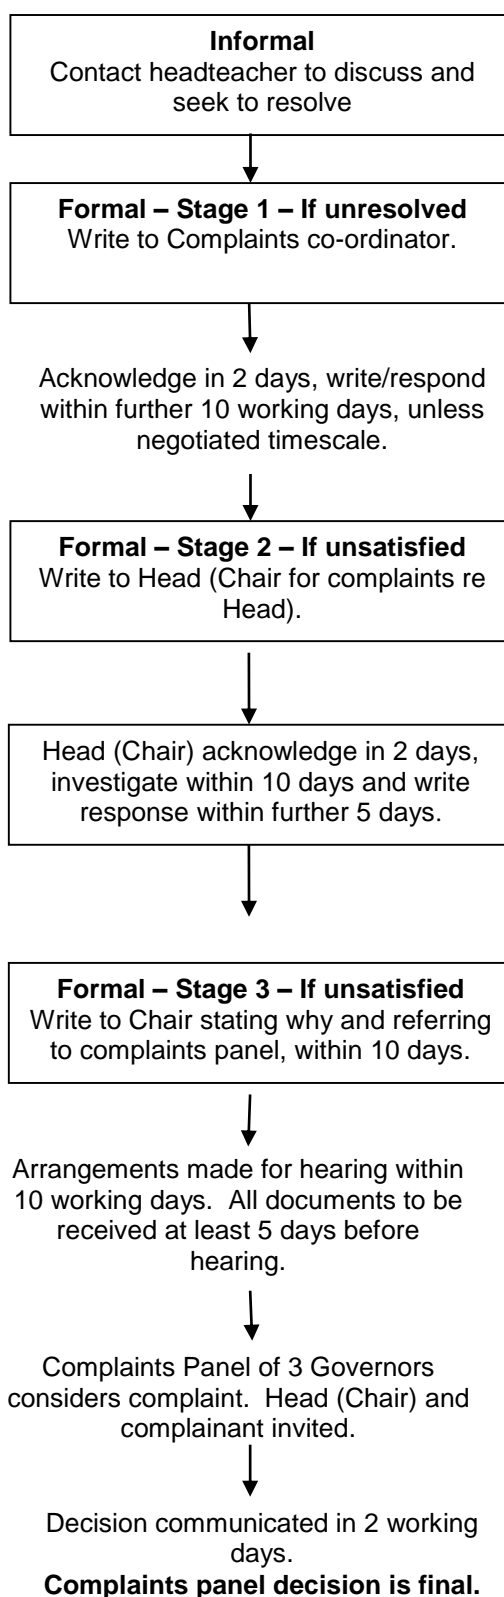 Informal
Contact headteacher to discuss and
seek to resolve
Formal – Stage 1 – If unresolved
Write to Complaints co-ordinator.
Acknowledge in 2 days, write/respond
within further 10 working days, unless
negotiated timescale.
Formal – Stage 2 – If unsatisfied
Write to Head (Chair for complaints re
Head).
Head (Chair) acknowledge in 2 days,
investigate within 10 days and write
response within further 5 days.
Formal – Stage 3 – If unsatisfied
Write to Chair stating why and referring
to complaints panel, within 10 days.
Arrangements made for hearing within
10 working days.  All documents to be
received at least 5 days before
hearing.
Complaints Panel of 3 Governors
considers complaint.  Head (Chair) and
complainant invited.
Decision communicated in 2 working
days.
Complaints panel decision is final.